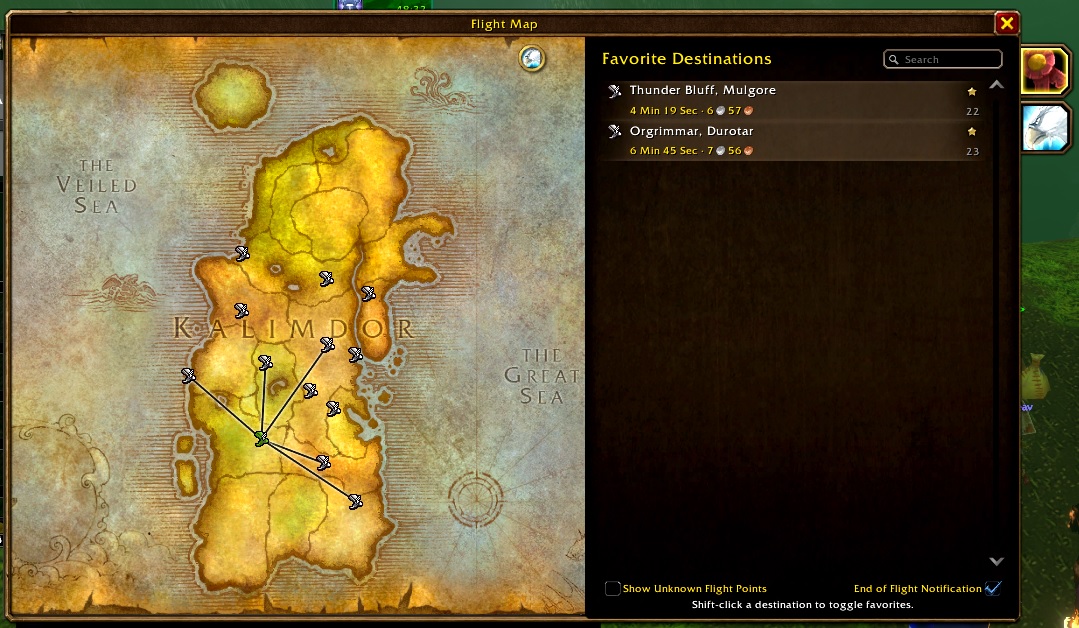 Flight Map
Favorite Destinations
Search
Thunder Bluff, Mulgore
4 Min 19 Sec · 6 57
22
Orgrimmar, Durotar
6 Min 45 Sec · 7 56
23
THE
VEILED
SEA
KALIMDOR
THE
GREAT
SEA
Show Unknown Flight Points
End of Flight Notification
Shift-click a destination to toggle favorites.